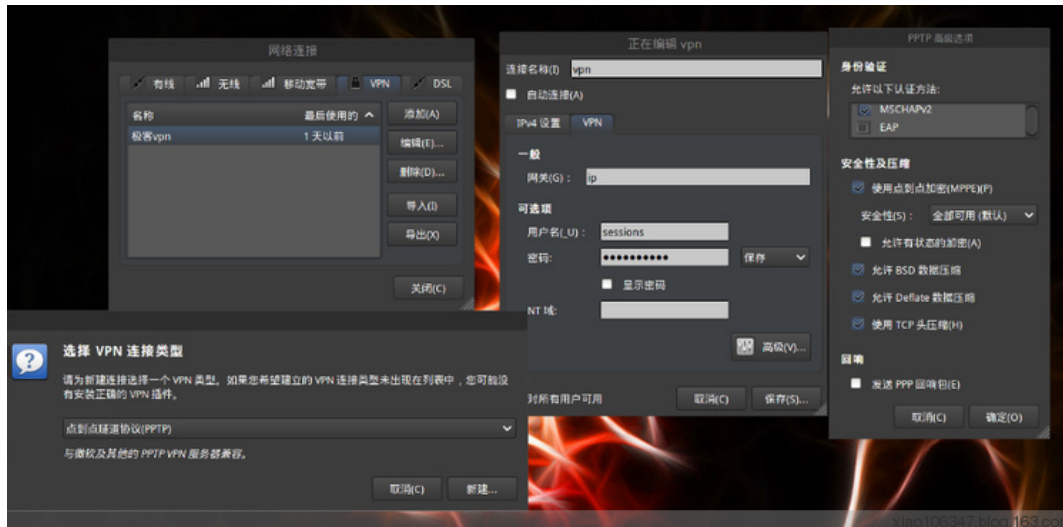 网络连接
有线 无线 移动宽带 VPN DSL
名称 最后使用的
极客vpn 1 天以前
添加(A)
编辑(E)...
删除(D)...
导入(I)
导出(X)
关闭(C)
正在编辑 vpn
连接名称(I) vpn
自动连接(A)
IPv4 设置 VPN
一般
网关(G)： ip
可选项
用户名(_U)： sessions
密码: ●●●●●●●●●● 保存
显示密码
NT 域:
高级(V)...
对所有用户可用 取消(C) 保存(S)...
PPTP 高级选项
身份验证
允许以下认证方法:
MSCHAPv2
EAP
安全性及压缩
使用点到点加密(MPPE)(P)
安全性(S)： 全部可用 (默认)
允许有状态的加密(A)
允许 BSD 数据压缩
允许 Deflate 数据压缩
使用 TCP 头压缩(H)
回响
发送 PPP 回响包(E)
取消(C) 确定(O)
选择 VPN 连接类型
请为新建连接选择一个 VPN 类型。如果您希望建立的 VPN 连接类型未出现在列表中，您可能没
有安装正确的 VPN 插件。
点到点隧道协议(PPTP)
与微软及其他的 PPTP VPN 服务器兼容。
取消(C) 新建...
xiao106347.blog.163